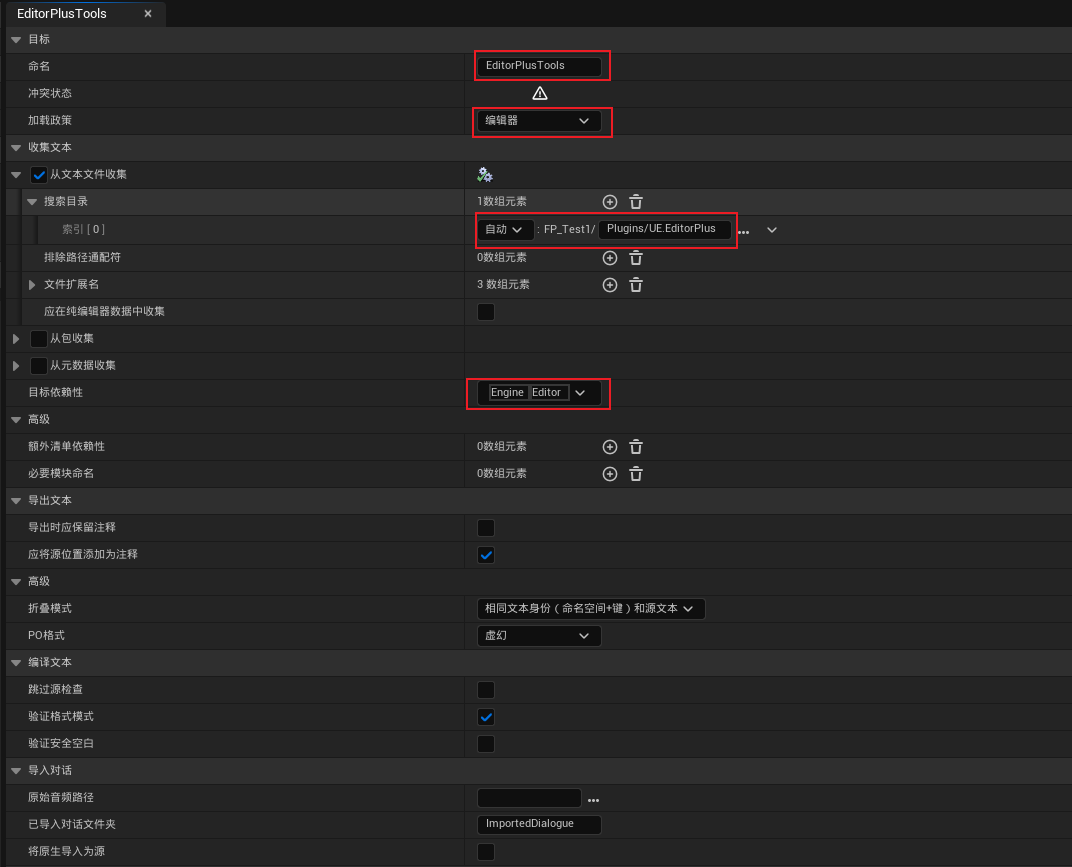 EditorPlusTools
目标
命名
EditorPlusTools
冲突状态
加载政策
编辑器
收集文本
从文本文件收集
搜索目录
1数组元素
索引 [ 0 ]
自动 : FP_Test1/ Plugins/UE.EditorPlus
排除路径通配符
0数组元素
文件扩展名
3 数组元素
应在纯编辑器数据中收集
从包收集
从元数据收集
目标依赖性
Engine Editor
高级
额外清单依赖性
0数组元素
必要模块命名
0数组元素
导出文本
导出时应保留注释
应将源位置添加为注释
高级
折叠模式
相同文本身份（命名空间+键）和源文本
PO格式
虚幻
编译文本
跳过源检查
验证格式模式
验证安全空白
导入对话
原始音频路径
已导入对话文件夹
ImportedDialogue
将原生导入为源